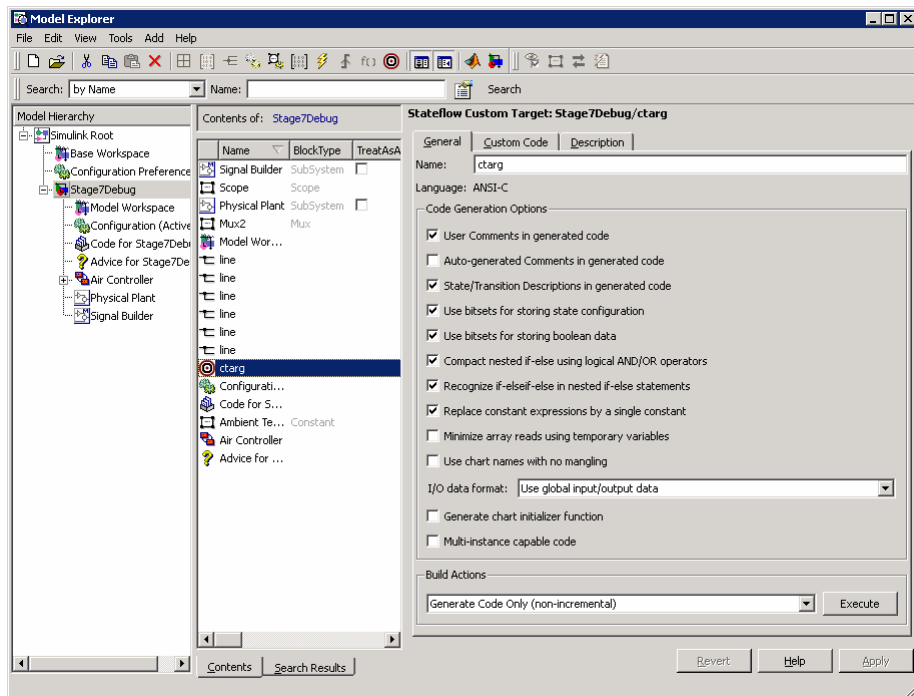 Model Explorer
File Edit View Tools Add Help
Search: by Name Name: Search
Model Hierarchy
Simulink Root
Base Workspace
Configuration Preference
Stage7Debug
Model Workspace
Configuration (Active
Code for Stage7Deb
Advice for Stage7De
Air Controller
Physical Plant
Signal Builder
Contents of: Stage7Debug
Name BlockType TreatAsA
Signal Builder SubSystem
Scope Scope
Physical Plant SubSystem
Mux2 Mux
Model Wor...
line
line
line
line
line
line
ctarg
Configurati...
Code for S...
Ambient Te... Constant
Air Controller
Advice for ...
Contents Search Results
Stateflow Custom Target: Stage7Debug/ctarg
General Custom Code Description
Name: ctarg
Language: ANSI-C
Code Generation Options
User Comments in generated code
Auto-generated Comments in generated code
State/Transition Descriptions in generated code
Use bitsets for storing state configuration
Use bitsets for storing boolean data
Compact nested if-else using logical AND/OR operators
Recognize if-elseif-else in nested if-else statements
Replace constant expressions by a single constant
Minimize array reads using temporary variables
Use chart names with no mangling
I/O data format: Use global input/output data
Generate chart initializer function
Multi-instance capable code
Build Actions
Generate Code Only (non-incremental) Execute
Revert Help Apply